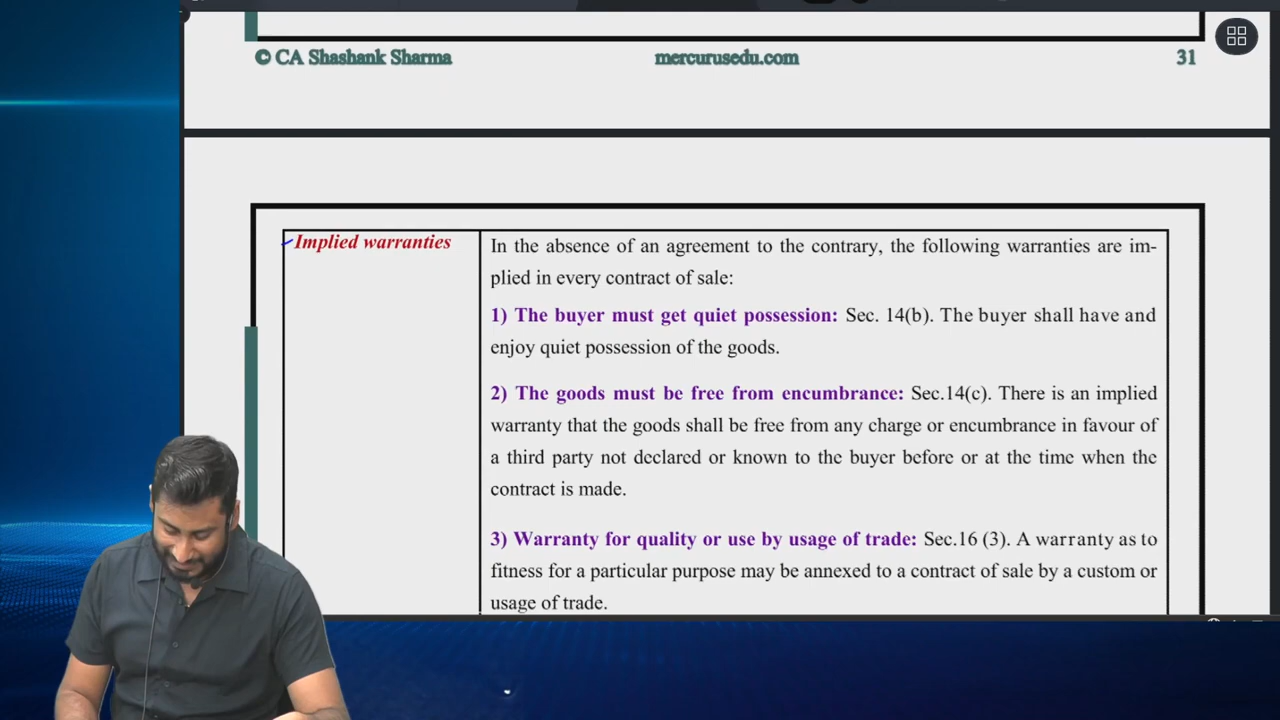 © CA Shashank Sharma mercurusedu.com 31
Implied warranties
In the absence of an agreement to the contrary, the following warranties are im-
plied in every contract of sale:
1) The buyer must get quiet possession: Sec. 14(b). The buyer shall have and
enjoy quiet possession of the goods.
2) The goods must be free from encumbrance: Sec.14(c). There is an implied
warranty that the goods shall be free from any charge or encumbrance in favour of
a third party not declared or known to the buyer before or at the time when the
contract is made.
3) Warranty for quality or use by usage of trade: Sec.16 (3). A warranty as to
fitness for a particular purpose may be annexed to a contract of sale by a custom or
usage of trade.